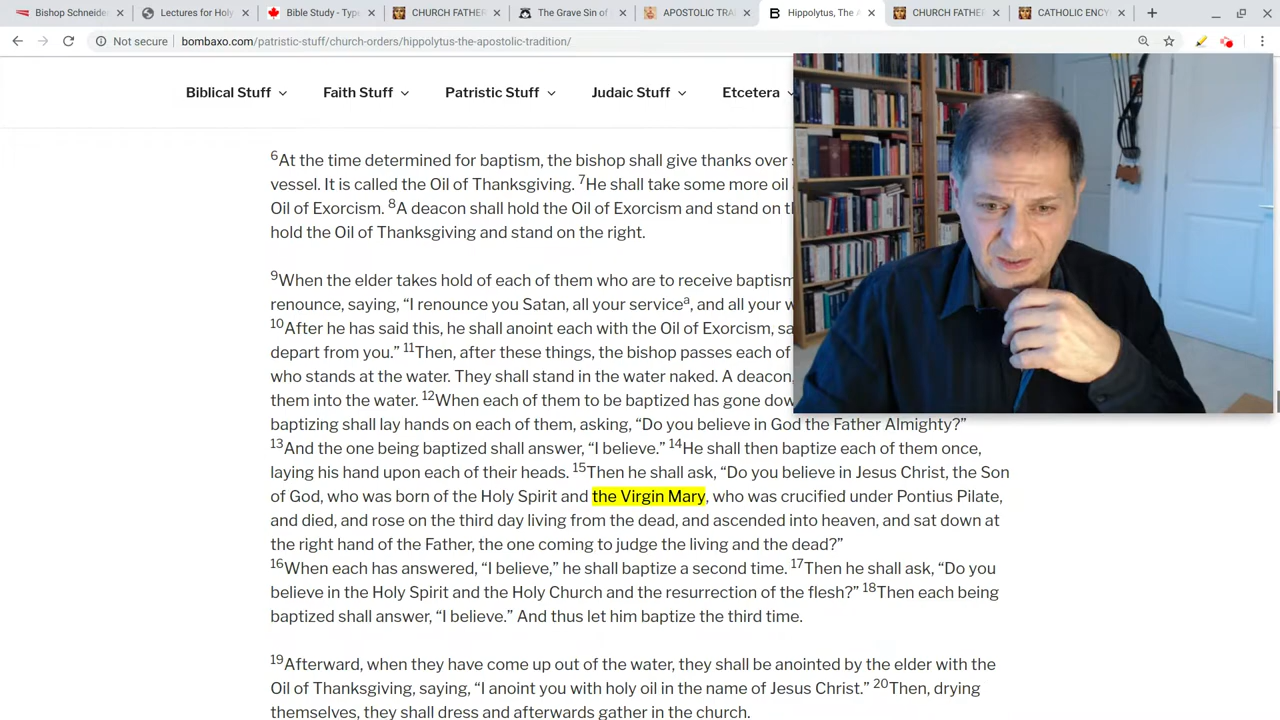 Bishop Schneide
Lectures for Holy
Bible Study - Type
CHURCH FATHER
The Grave Sin of
APOSTOLIC TRA
Hippolytus, The A
CHURCH FATHER
CATHOLIC ENCY
Not secure | bombaxo.com/patristic-stuff/church-orders/hippolytus-the-apostolic-tradition/
Biblical Stuff Faith Stuff Patristic Stuff Judaic Stuff Etcetera
6At the time determined for baptism, the bishop shall give thanks over
vessel. It is called the Oil of Thanksgiving. 7He shall take some more oil
Oil of Exorcism. 8A deacon shall hold the Oil of Exorcism and stand on
hold the Oil of Thanksgiving and stand on the right.
9When the elder takes hold of each of them who are to receive baptism
renounce, saying, “I renounce you Satan, all your servicea, and all your
10After he has said this, he shall anoint each with the Oil of Exorcism,
depart from you.” 11Then, after these things, the bishop passes each of
who stands at the water. They shall stand in the water naked. A deacon,
them into the water. 12When each of them to be baptized has gone
baptizing shall lay hands on each of them, asking, “Do you believe in God the Father Almighty?”
13And the one being baptized shall answer, “I believe.” 14He shall then baptize each of them once,
laying his hand upon each of their heads. 15Then he shall ask, “Do you believe in Jesus Christ, the Son
of God, who was born of the Holy Spirit and the Virgin Mary, who was crucified under Pontius Pilate,
and died, and rose on the third day living from the dead, and ascended into heaven, and sat down at
the right hand of the Father, the one coming to judge the living and the dead?”
16When each has answered, “I believe,” he shall baptize a second time. 17Then he shall ask, “Do you
believe in the Holy Spirit and the Holy Church and the resurrection of the flesh?” 18Then each being
baptized shall answer, “I believe.” And thus let him baptize the third time.
19Afterward, when they have come up out of the water, they shall be anointed by the elder with the
Oil of Thanksgiving, saying, “I anoint you with holy oil in the name of Jesus Christ.” 20Then, drying
themselves, they shall dress and afterwards gather in the church.